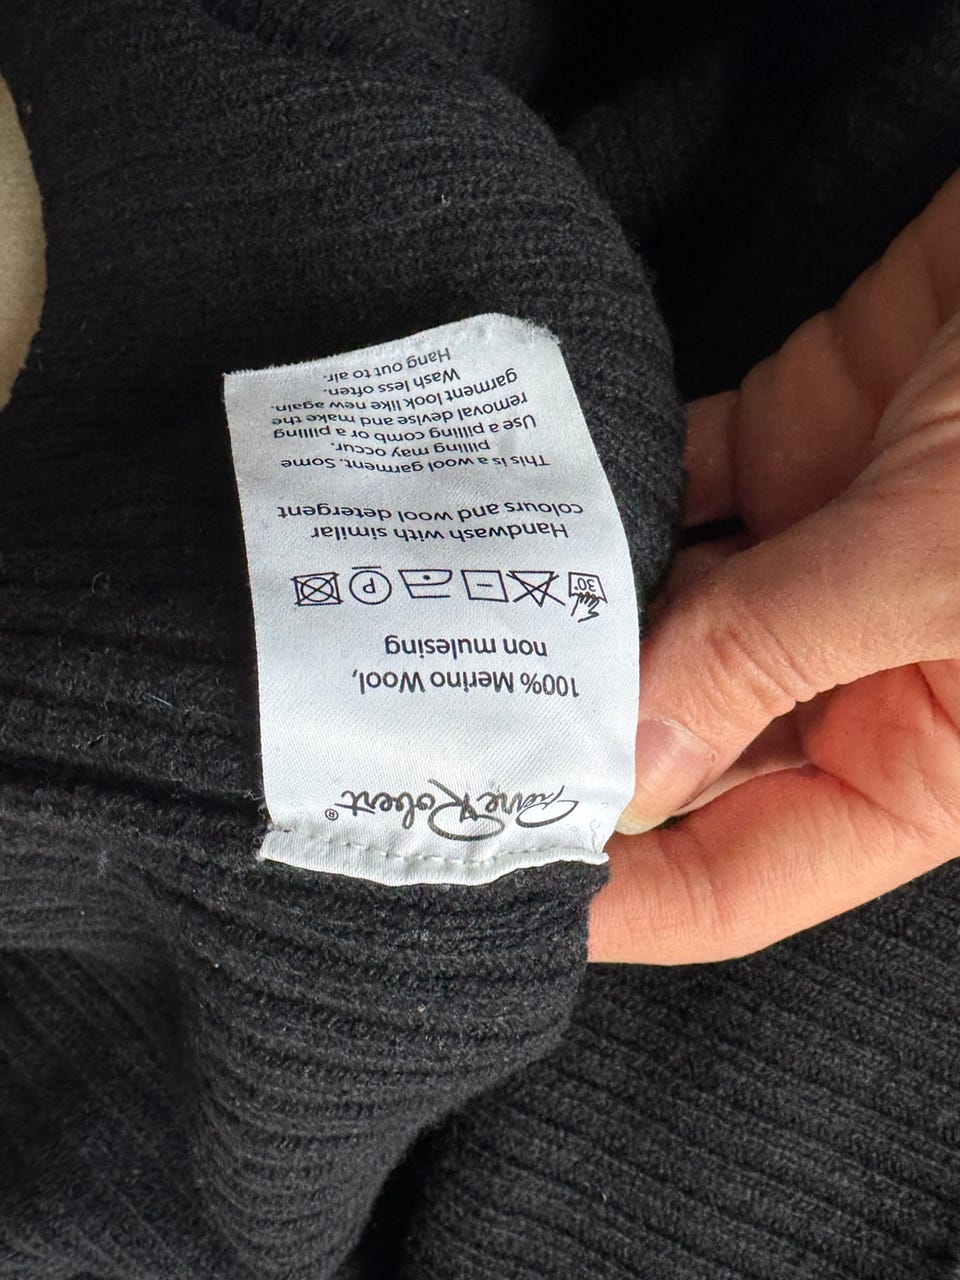 Pierre Robert®
100% Merino Wool,
non mulesing
30°
P
Handwash with similar
colours and wool detergent
This is a wool garment. Some
pilling may occur.
Use a pilling comb or a pilling
removal devise and make the
garment look like new again.
Wash less often.
Hang out to air.